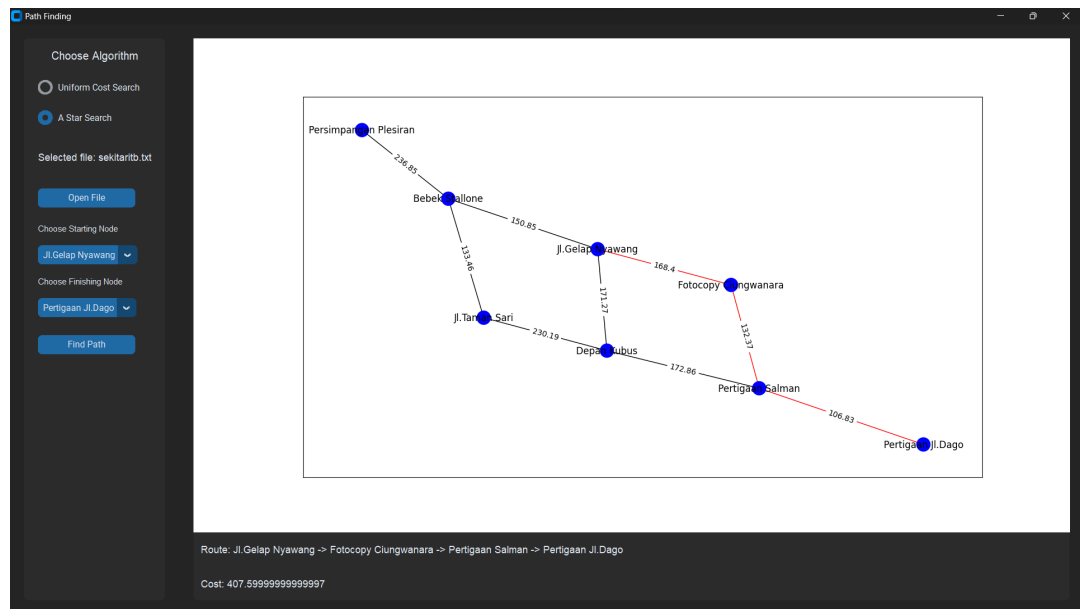 Path Finding
Choose Algorithm
Uniform Cost Search
A Star Search
Selected file: sekitaritb.txt
Open File
Choose Starting Node
Jl.Gelap Nyawang
Choose Finishing Node
Pertigaan Jl.Dago
Find Path
Persimpangan Plesiran
236.85
Bebek Stallone
150.85
133.46
Jl.Gelap Nyawang
168.4
Fotocopy Ciungwanara
171.27
Jl.Taman Sari
132.37
230.19
Depan Kubus
172.86
Pertigaan Salman
106.83
Pertigaan Jl.Dago
Route: Jl.Gelap Nyawang -> Fotocopy Ciungwanara -> Pertigaan Salman -> Pertigaan Jl.Dago
Cost: 407.59999999999997